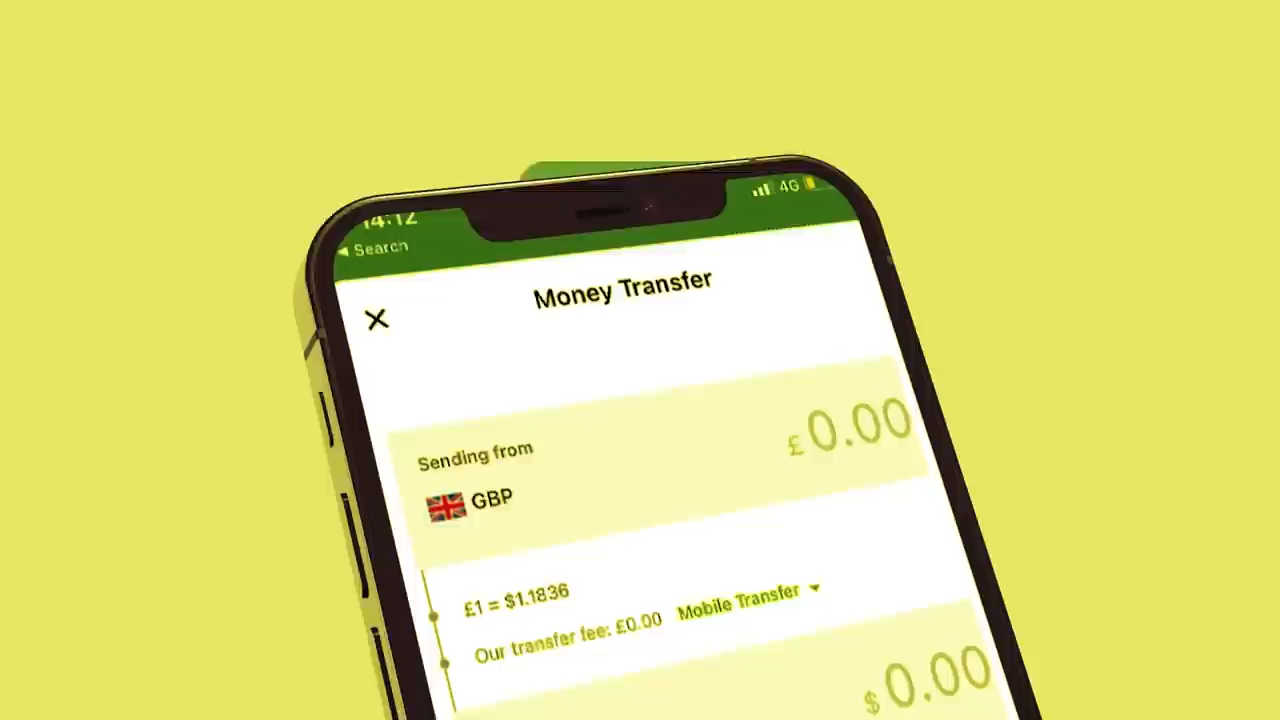 14:12
4G
◀ Search
Money Transfer
Sending from
£0.00
GBP
£1 = $1.1836
Our transfer fee: £0.00 Mobile Transfer
$0.00